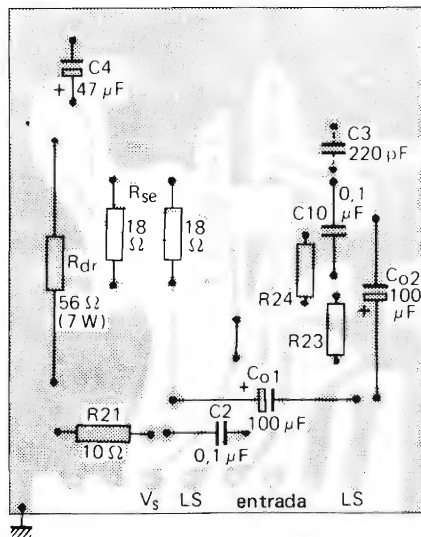 C4
+ 47 µF
C3
220 pF
Rse
0,1
µF
C10
18
Ω
18
Ω
Rdr
R24
Co2
100
µF
+
56 Ω
(7 W)
R23
+ Co1
100 µF
R21
10 Ω
C2
0,1 µF
Vs LS entrada LS